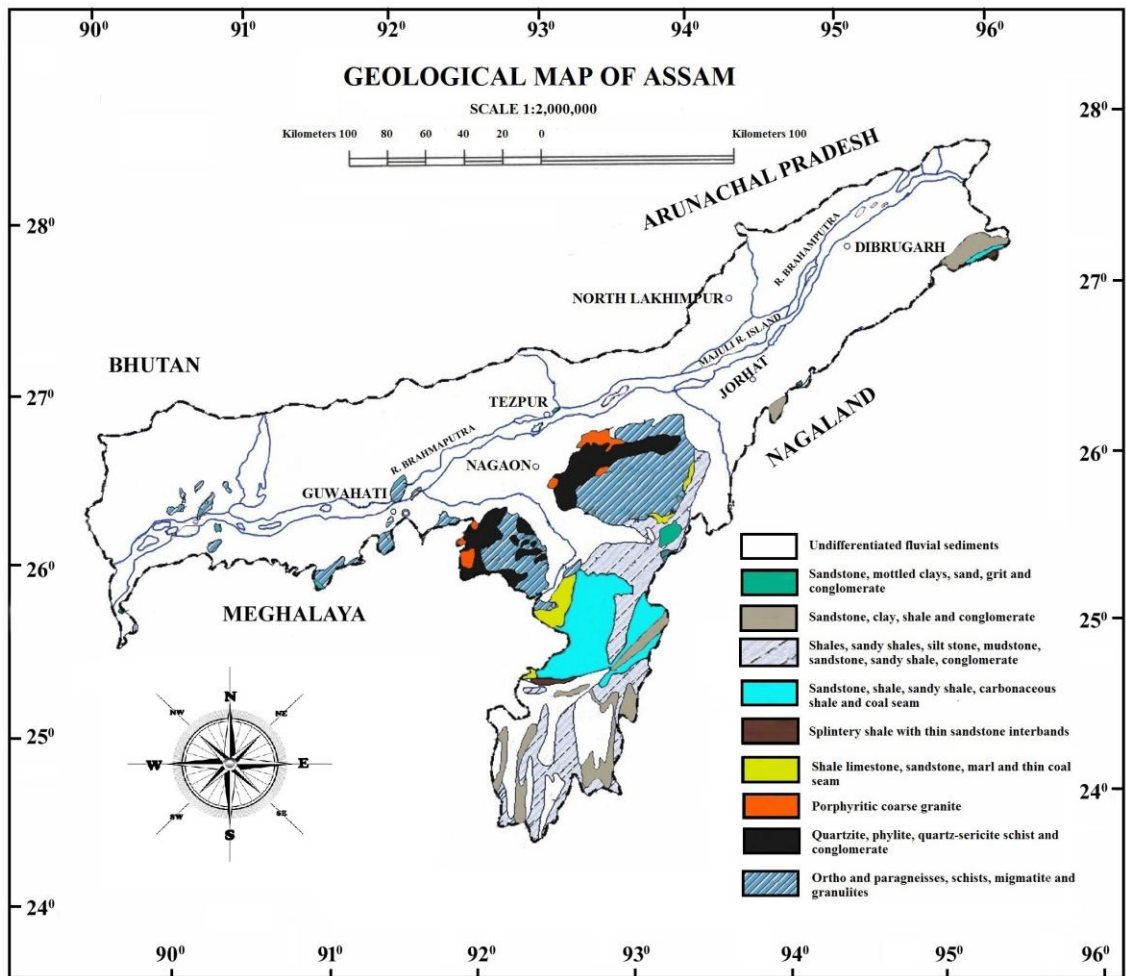 90⁰ 91⁰ 92⁰ 93⁰ 94⁰ 95⁰ 96⁰
GEOLOGICAL MAP OF ASSAM
SCALE 1:2,000,000
Kilometers 100 80 60 40 20 0 Kilometers 100
28⁰
ARUNACHAL PRADESH
28⁰
R. BRAHAMPUTRA
DIBRUGARH
27⁰
NORTH LAKHIMPUR
MAJULI R. ISLAND
BHUTAN
JORHAT
27⁰
TEZPUR
NAGALAND
R. BRAHMAPUTRA
26⁰
NAGAON
GUWAHATI
26⁰
MEGHALAYA
25⁰
Undifferentiated fluvial sediments
Sandstone, mottled clays, sand, grit and
conglomerate
Sandstone, clay, shale and conglomerate
Shales, sandy shales, silt stone, mudstone,
sandstone, sandy shale, conglomerate
Sandstone, shale, sandy shale, carbonaceous
shale and coal seam
Splintery shale with thin sandstone interbands
Shale limestone, sandstone, marl and thin coal
seam
Porphyritic coarse granite
Quartzite, phylite, quartz-sericite schist and
conglomerate
Ortho and paragneisses, schists, migmatite and
granulites
N
NW NE
W E
SW SE
S
25⁰
24⁰
24⁰
90⁰ 91⁰ 92⁰ 93⁰ 94⁰ 95⁰ 96⁰